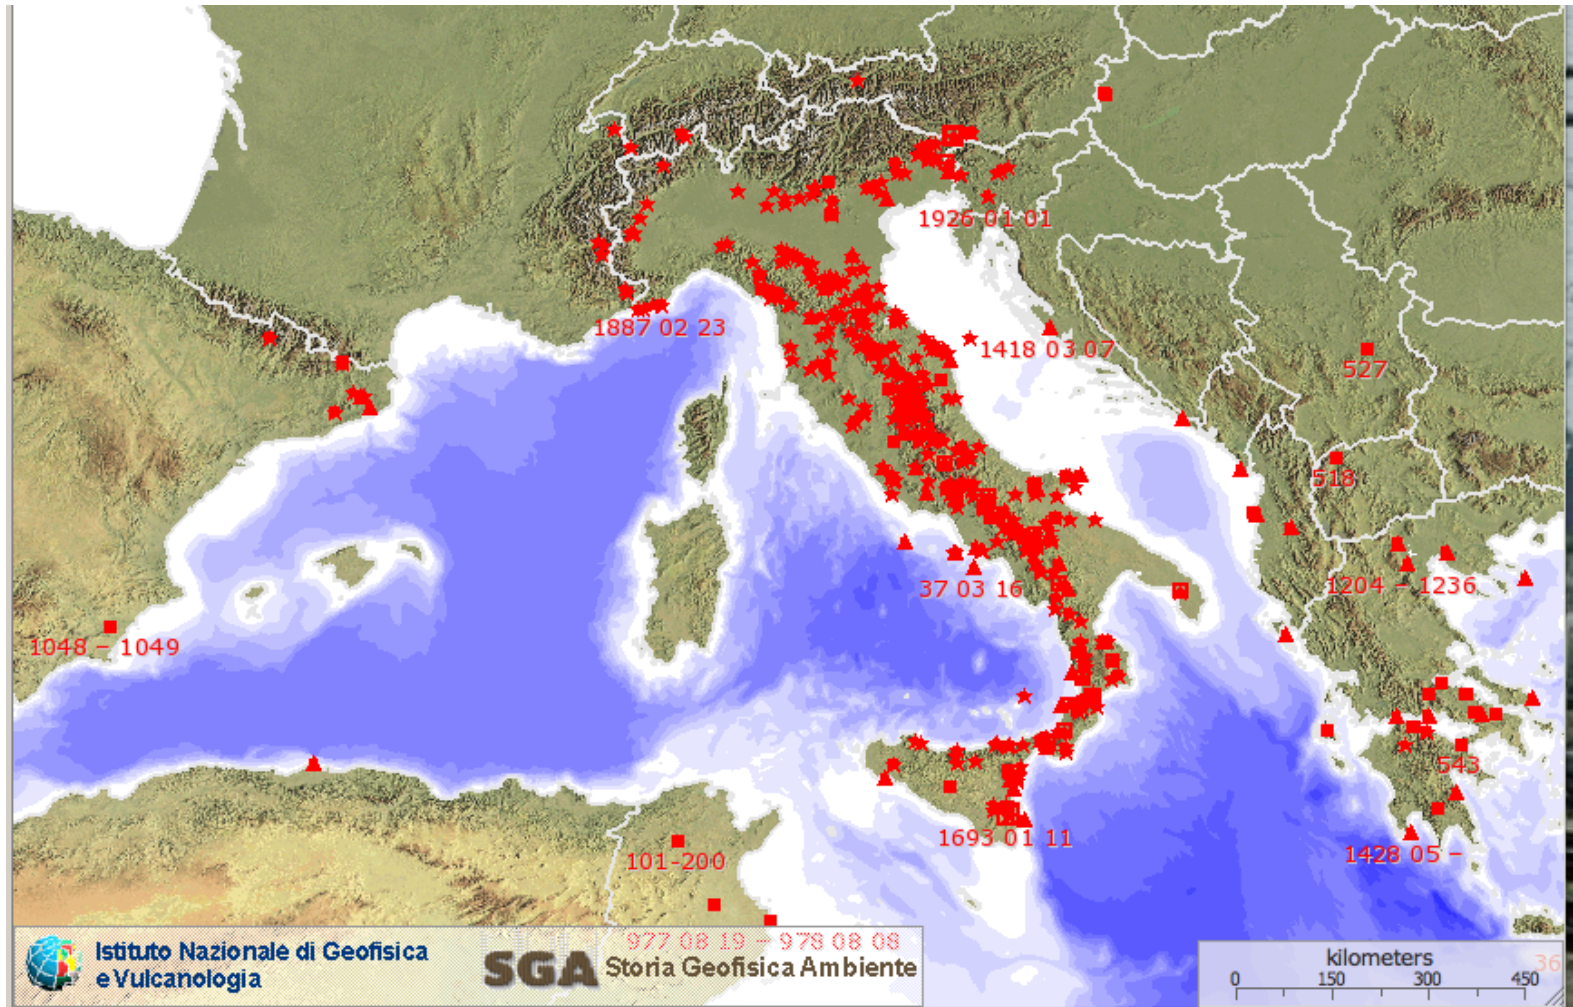 1926 01 01
1887 02 23
1418 03 07
527
518
37 03 16
1204 – 1236
1048 – 1049
543
1693 01 11
1428 05 –
101-200
977 08 19 – 978 08 08
Istituto Nazionale di Geofisica
e Vulcanologia
SGA
Storia Geofisica Ambiente
kilometers
0 150 300 450
36